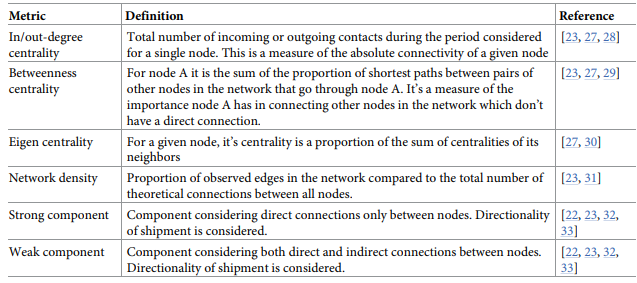 Metric Definition Reference
In/out-degree Total number of incoming or outgoing contacts during the period considered [23, 27, 28]
centrality for a single node. This is a measure of the absolute connectivity of a given node
Betweenness For node A it is the sum of the proportion of shortest paths between pairs of [23, 27, 29]
centrality other nodes in the network that go through node A. It's a measure of the
importance node A has in connecting other nodes in the network which don't
have a direct connection.
Eigen centrality For a given node, it's centrality is a proportion of the sum of centralities of its [27, 30]
neighbors
Network density Proportion of observed edges in the network compared to the total number of [23, 31]
theoretical connections between all nodes.
Strong component Component considering direct connections only between nodes. Directionality [22, 23, 32,
of shipment is considered. 33]
Weak component Component considering both direct and indirect connections between nodes. [22, 23, 32,
Directionality of shipment is considered. 33]